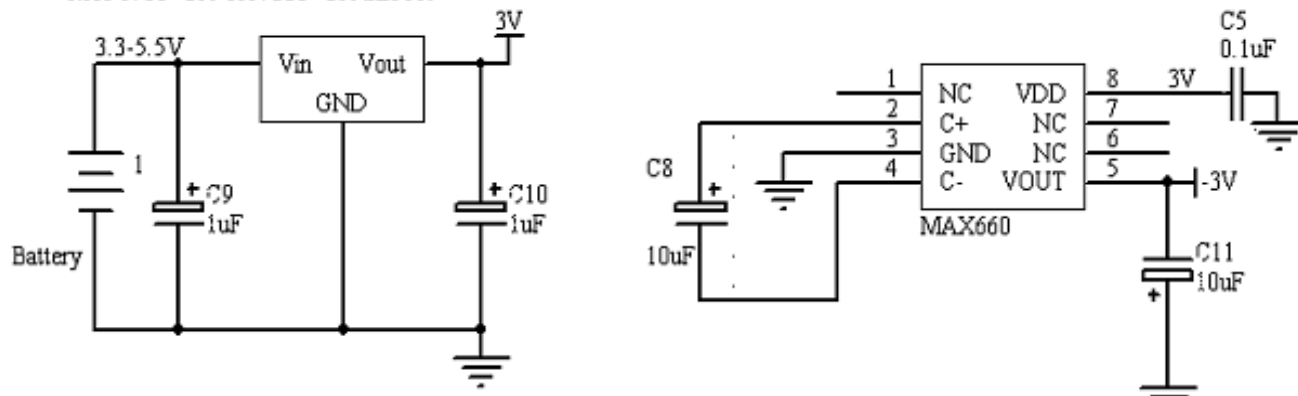 3.3-5.5V
Vin Vout
GND
3V
1
Battery
+ C9
1uF
+ C10
1uF
C8
+
10uF
1 NC VDD 8 3V
2 C+ NC 7
3 GND NC 6
4 C- VOUT 5 -3V
MAX660
C5
0.1uF
C11
10uF
+